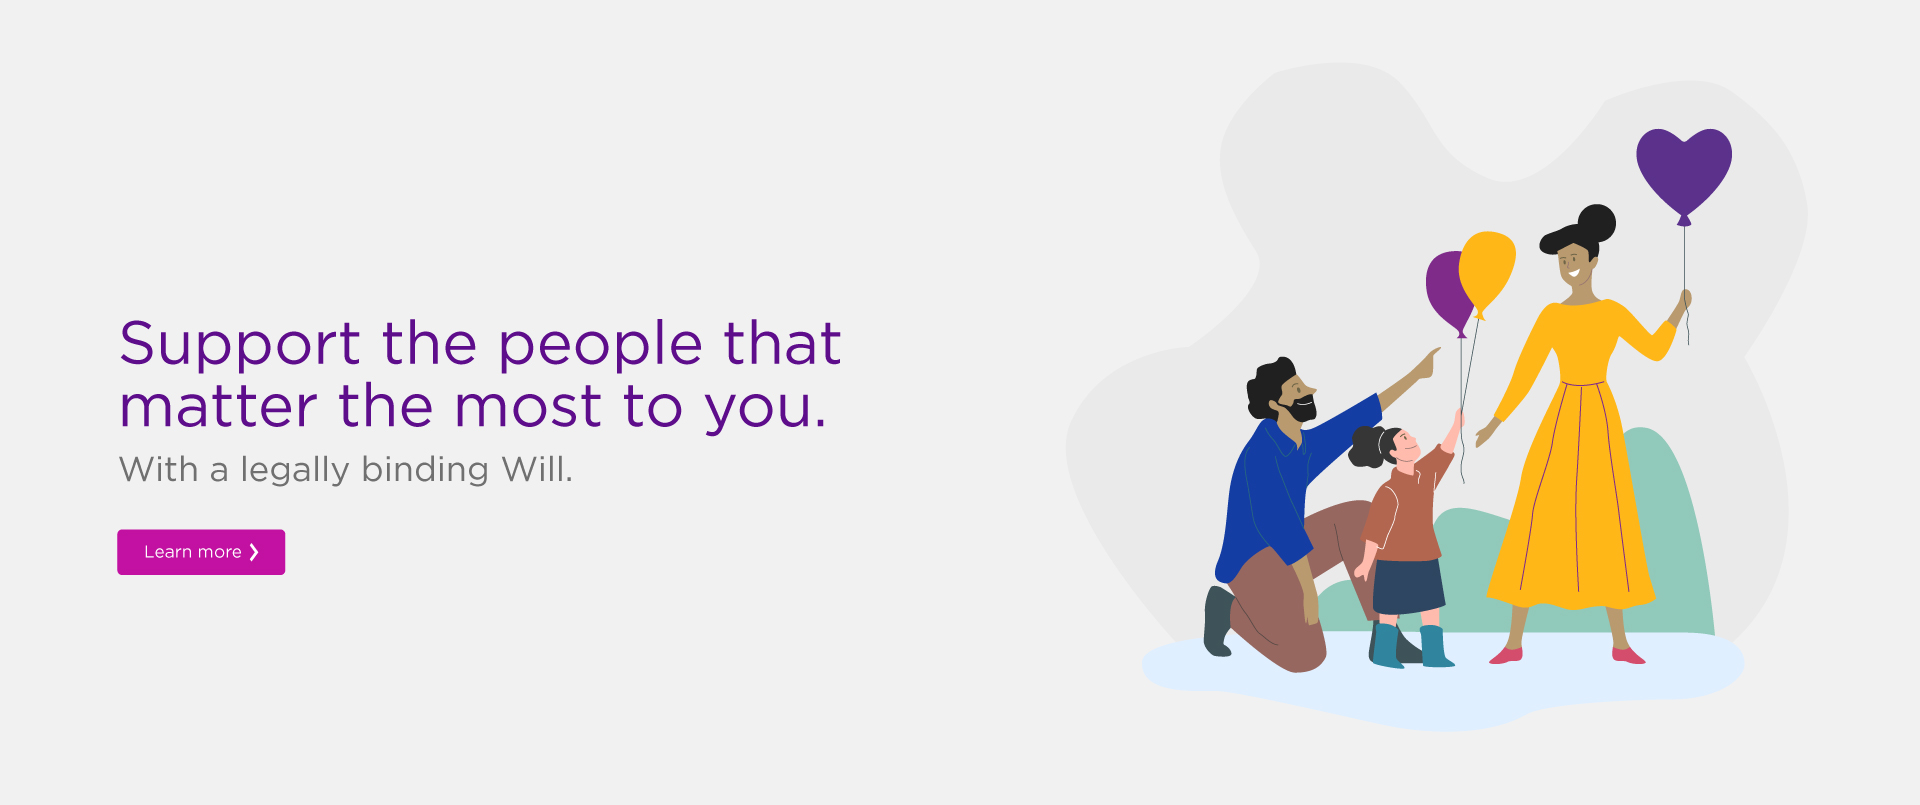 Support the people that
matter the most to you.
With a legally binding Will.
Learn more ❯